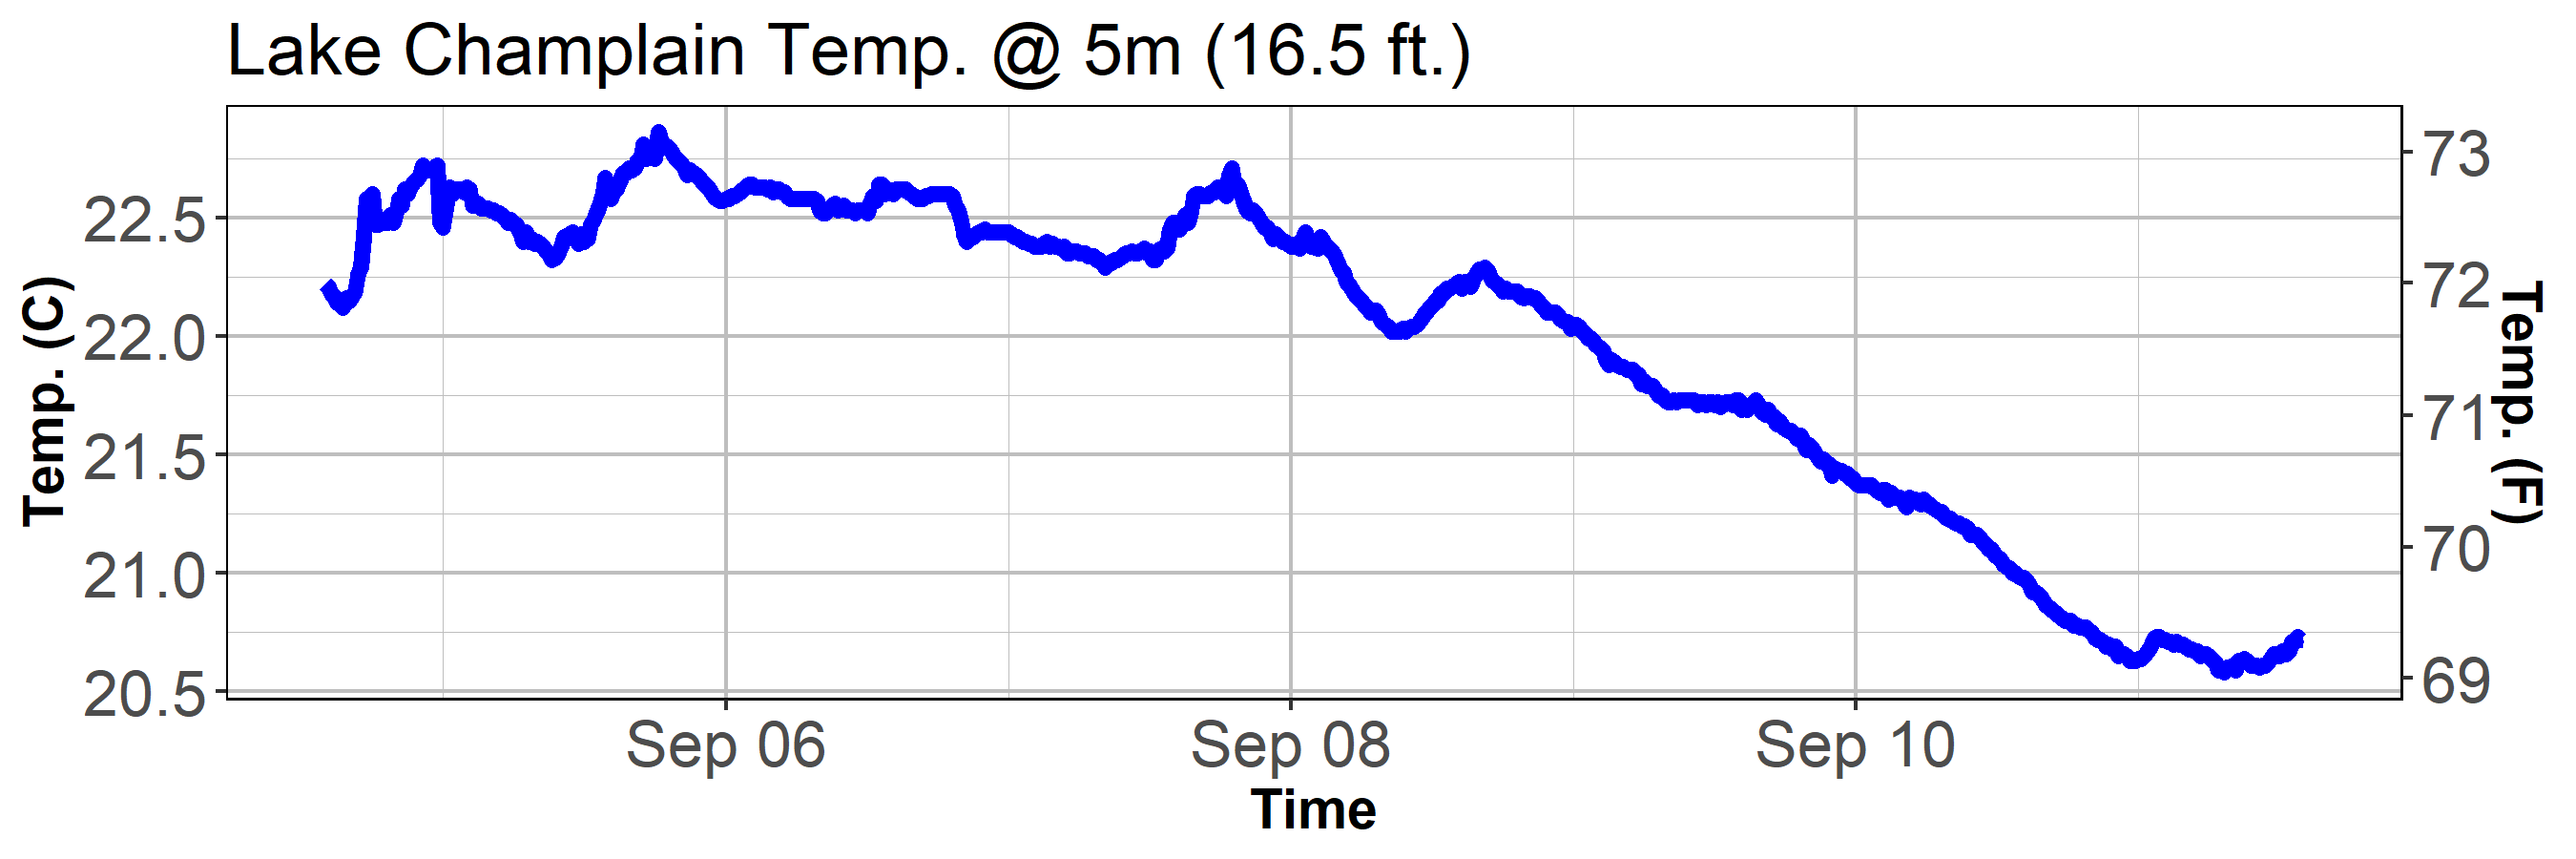 Lake Champlain Temp. @ 5m (16.5 ft.)
Temp. (C)
22.5
22.0
21.5
21.0
20.5
73
72
71
70
69
Temp. (F)
Sep 06 Sep 08 Sep 10
Time